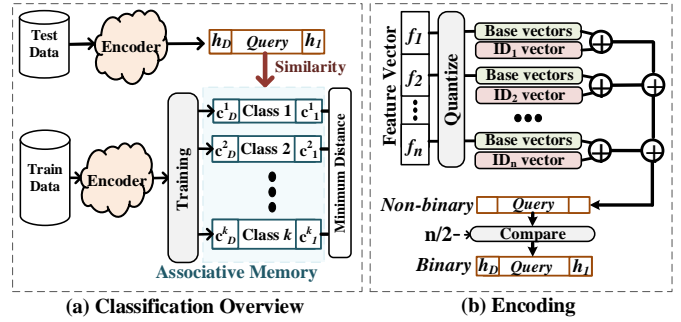 Test
Data
Encoder
h_D Query h_1
Similarity
Train
Data
Encoder
Training
c^1_D Class 1 c^1_1
c^2_D Class 2 c^2_1
c^k_D Class k c^k_1
Minimum Distance
Associative Memory
(a) Classification Overview
Feature Vector
f_1
f_2
f_n
Quantize
Base vectors
ID_1 vector
Base vectors
ID_2 vector
Base vectors
ID_n vector
Non-binary Query
n/2 Compare
Binary h_D Query h_1
(b) Encoding